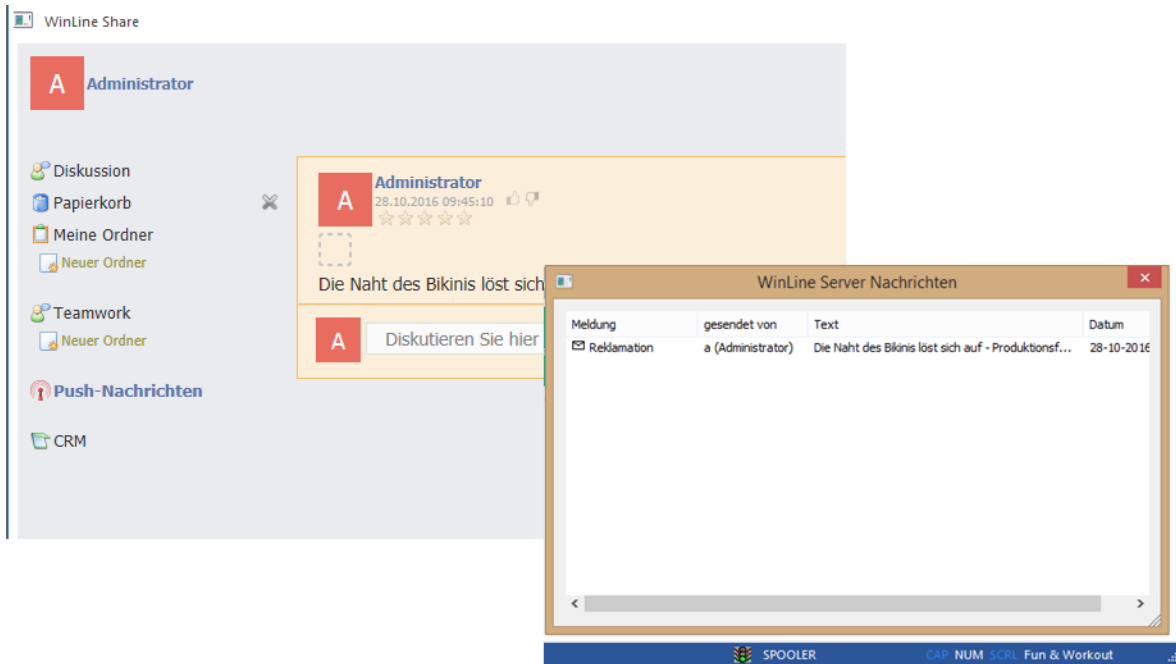 WinLine Share
A
Administrator
Diskussion
Papierkorb
Meine Ordner
Neuer Ordner
Teamwork
Neuer Ordner
Push-Nachrichten
CRM
A
Administrator
28.10.2016 09:45:10
Die Naht des Bikinis löst sich
A
Diskutieren Sie hier
WinLine Server Nachrichten
Meldung gesendet von Text Datum
Reklamation a (Administrator) Die Naht des Bikinis löst sich auf - Produktionsf... 28-10-2016
SPOOLER CAP NUM SCRL Fun & Workout